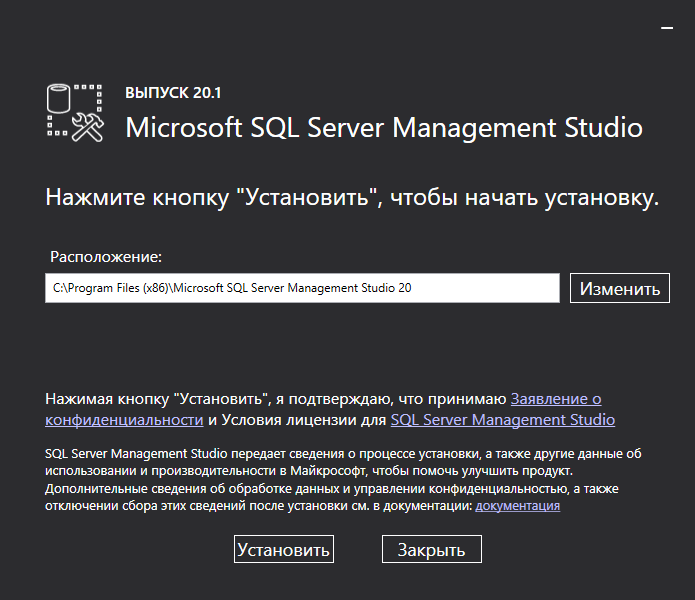 ВЫПУСК 20.1
Microsoft SQL Server Management Studio
Нажмите кнопку "Установить", чтобы начать установку.
Расположение:
C:\Program Files (x86)\Microsoft SQL Server Management Studio 20
Изменить
Нажимая кнопку "Установить", я подтверждаю, что принимаю Заявление о
конфиденциальности и Условия лицензии для SQL Server Management Studio
SQL Server Management Studio передает сведения о процессе установки, а также другие данные об
использовании и производительности в Майкрософт, чтобы помочь улучшить продукт.
Дополнительные сведения об обработке данных и управлении конфиденциальностью, а также
отключении сбора этих сведений после установки см. в документации: документация
Установить
Закрыть